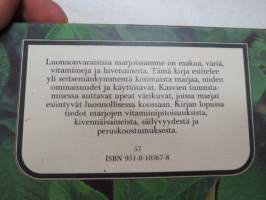 Luonnonvaraisissa marjoissamme on makua, väriä,
vitamiineja ja hivenaineita. Tämä kirja esittelee
yli seitsemänkymmentä kotimaista marjaa, niiden
ominaisuudet ja käyttötavat. Kasvien tunnista-
misessa auttavat upeat värikuvat, joissa marjat
esiintyvät luonnollisessa koossaan. Kirjan lopussa
tiedot marjojen vitamiinipitoisuuksista,
kivennäisaineista, säilyvyydestä ja
peruskoostumuksesta.
57
ISBN 951-0-10567-8